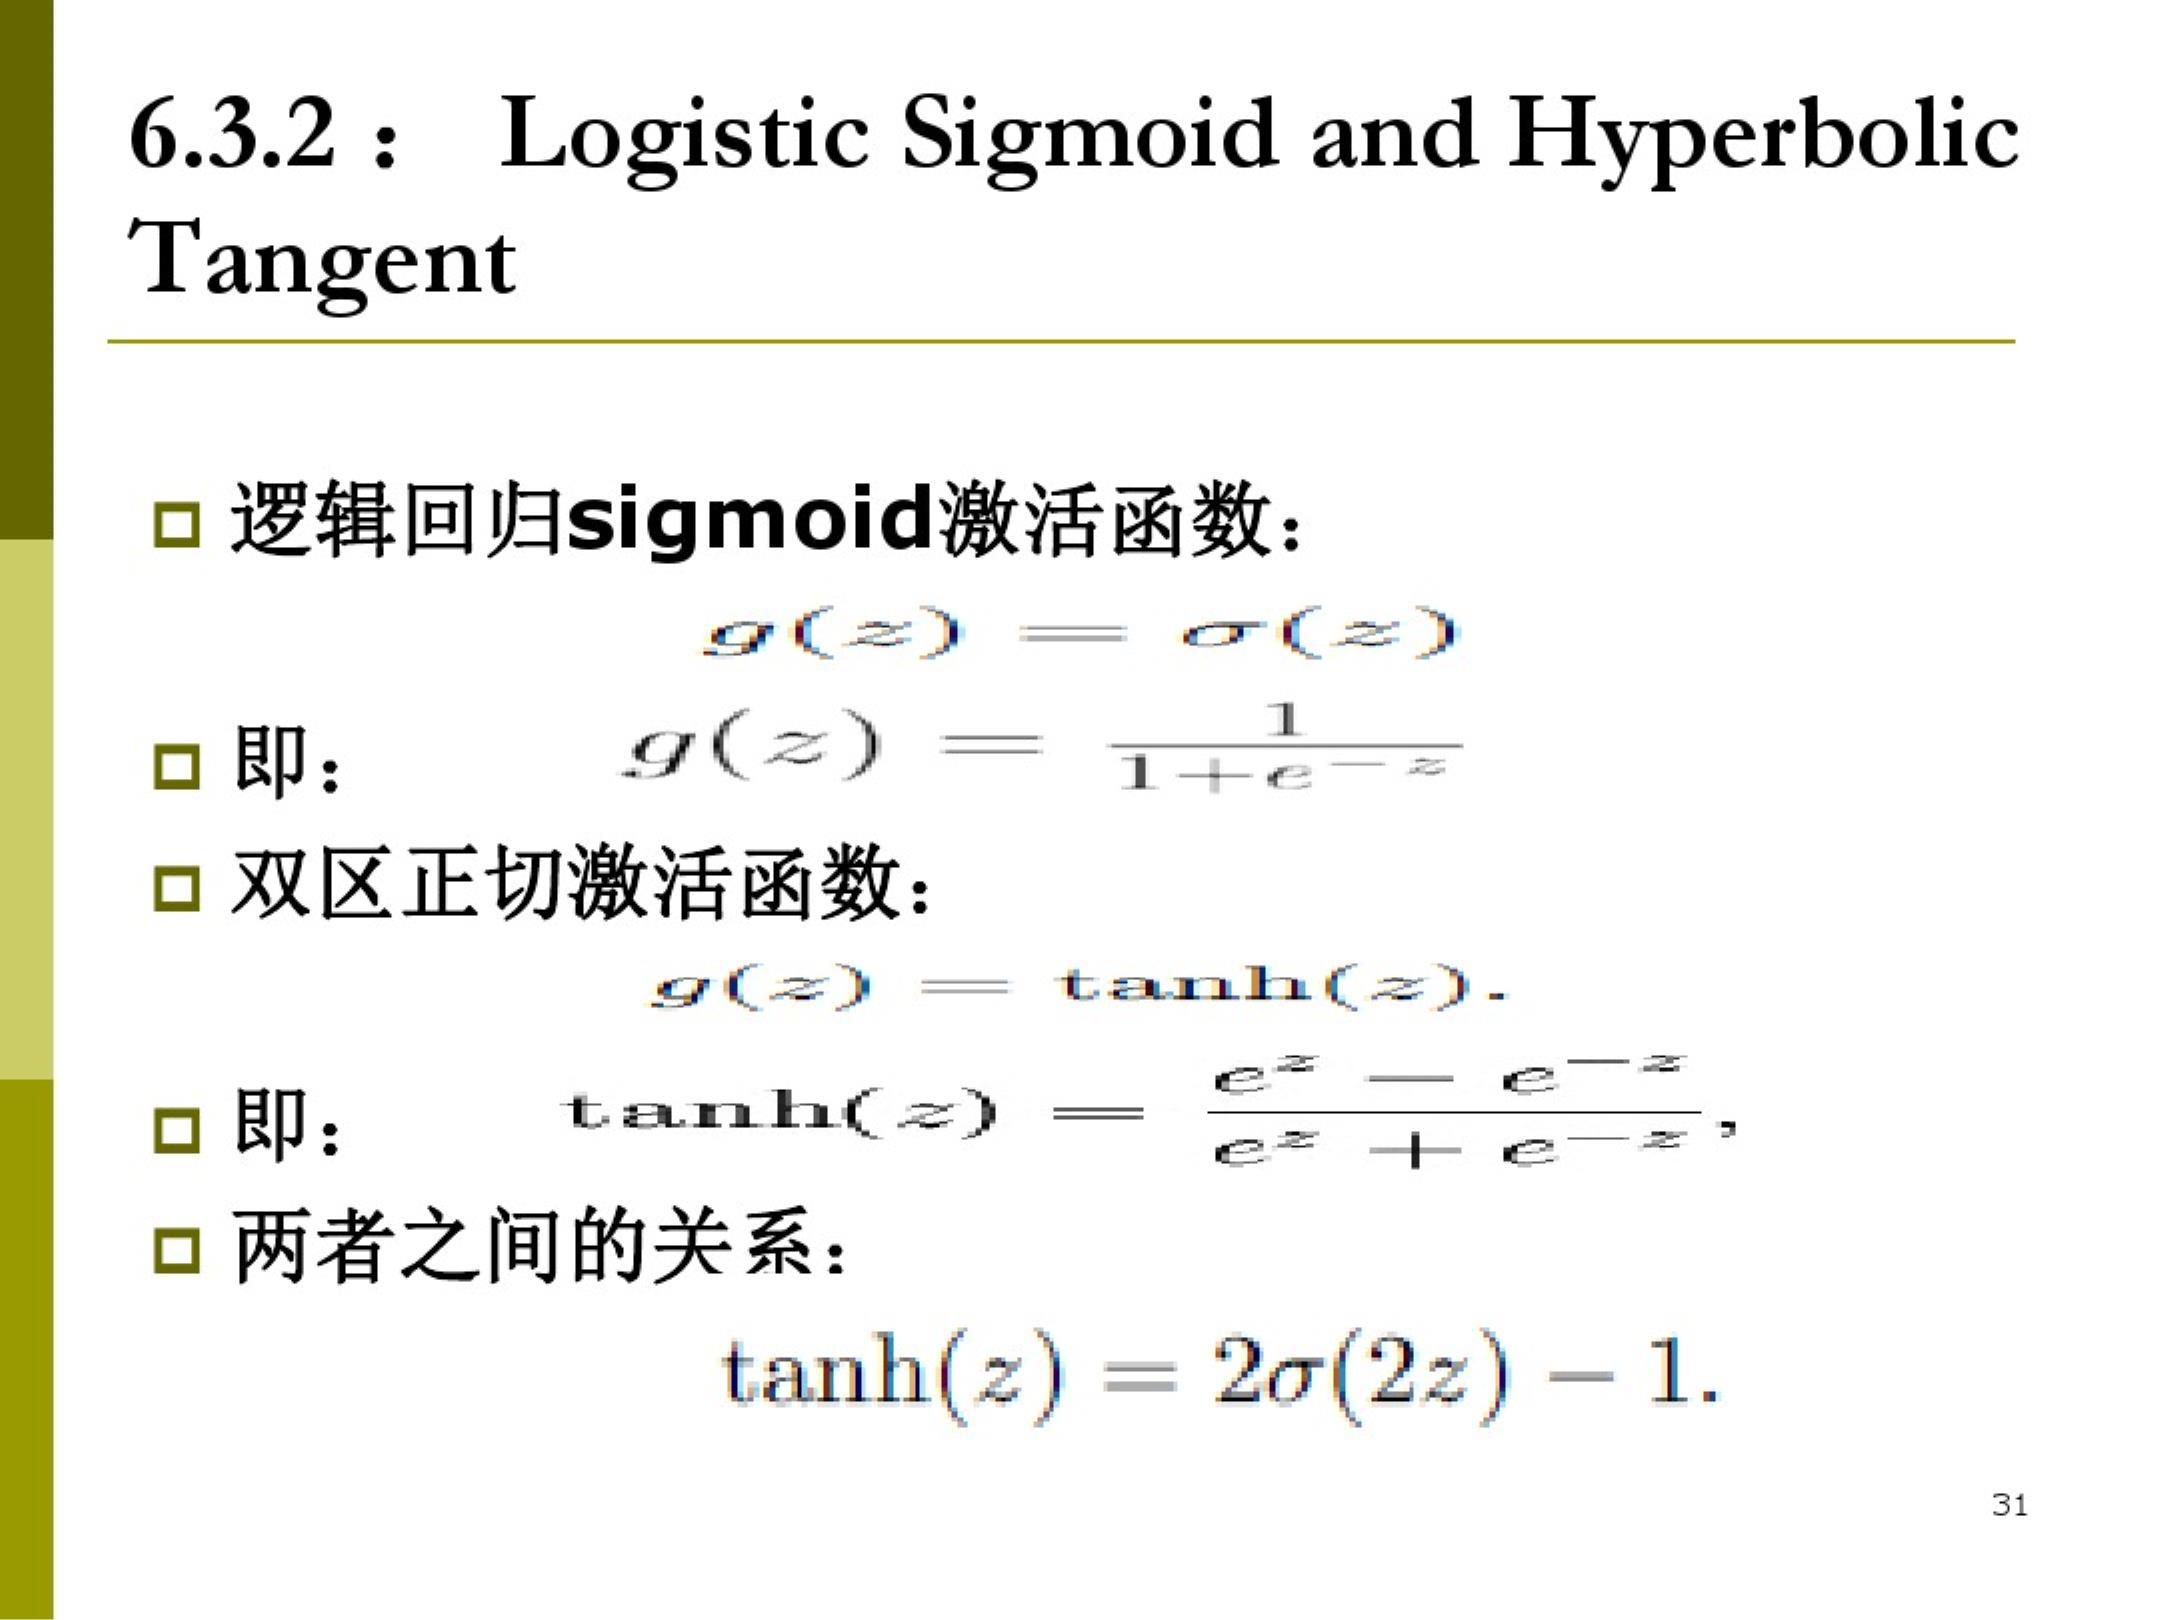 6.3.2： Logistic Sigmoid and Hyperbolic
Tangent
逻辑回归sigmoid激活函数：
g(z) = σ(z)
即： g(z) = \frac{1}{1+e^{-z}}
双区正切激活函数：
g(z) = tanh(z).
即： tanh(z) = \frac{e^z - e^{-z}}{e^z + e^{-z}},
两者之间的关系：
tanh(z) = 2σ(2z) − 1.
31